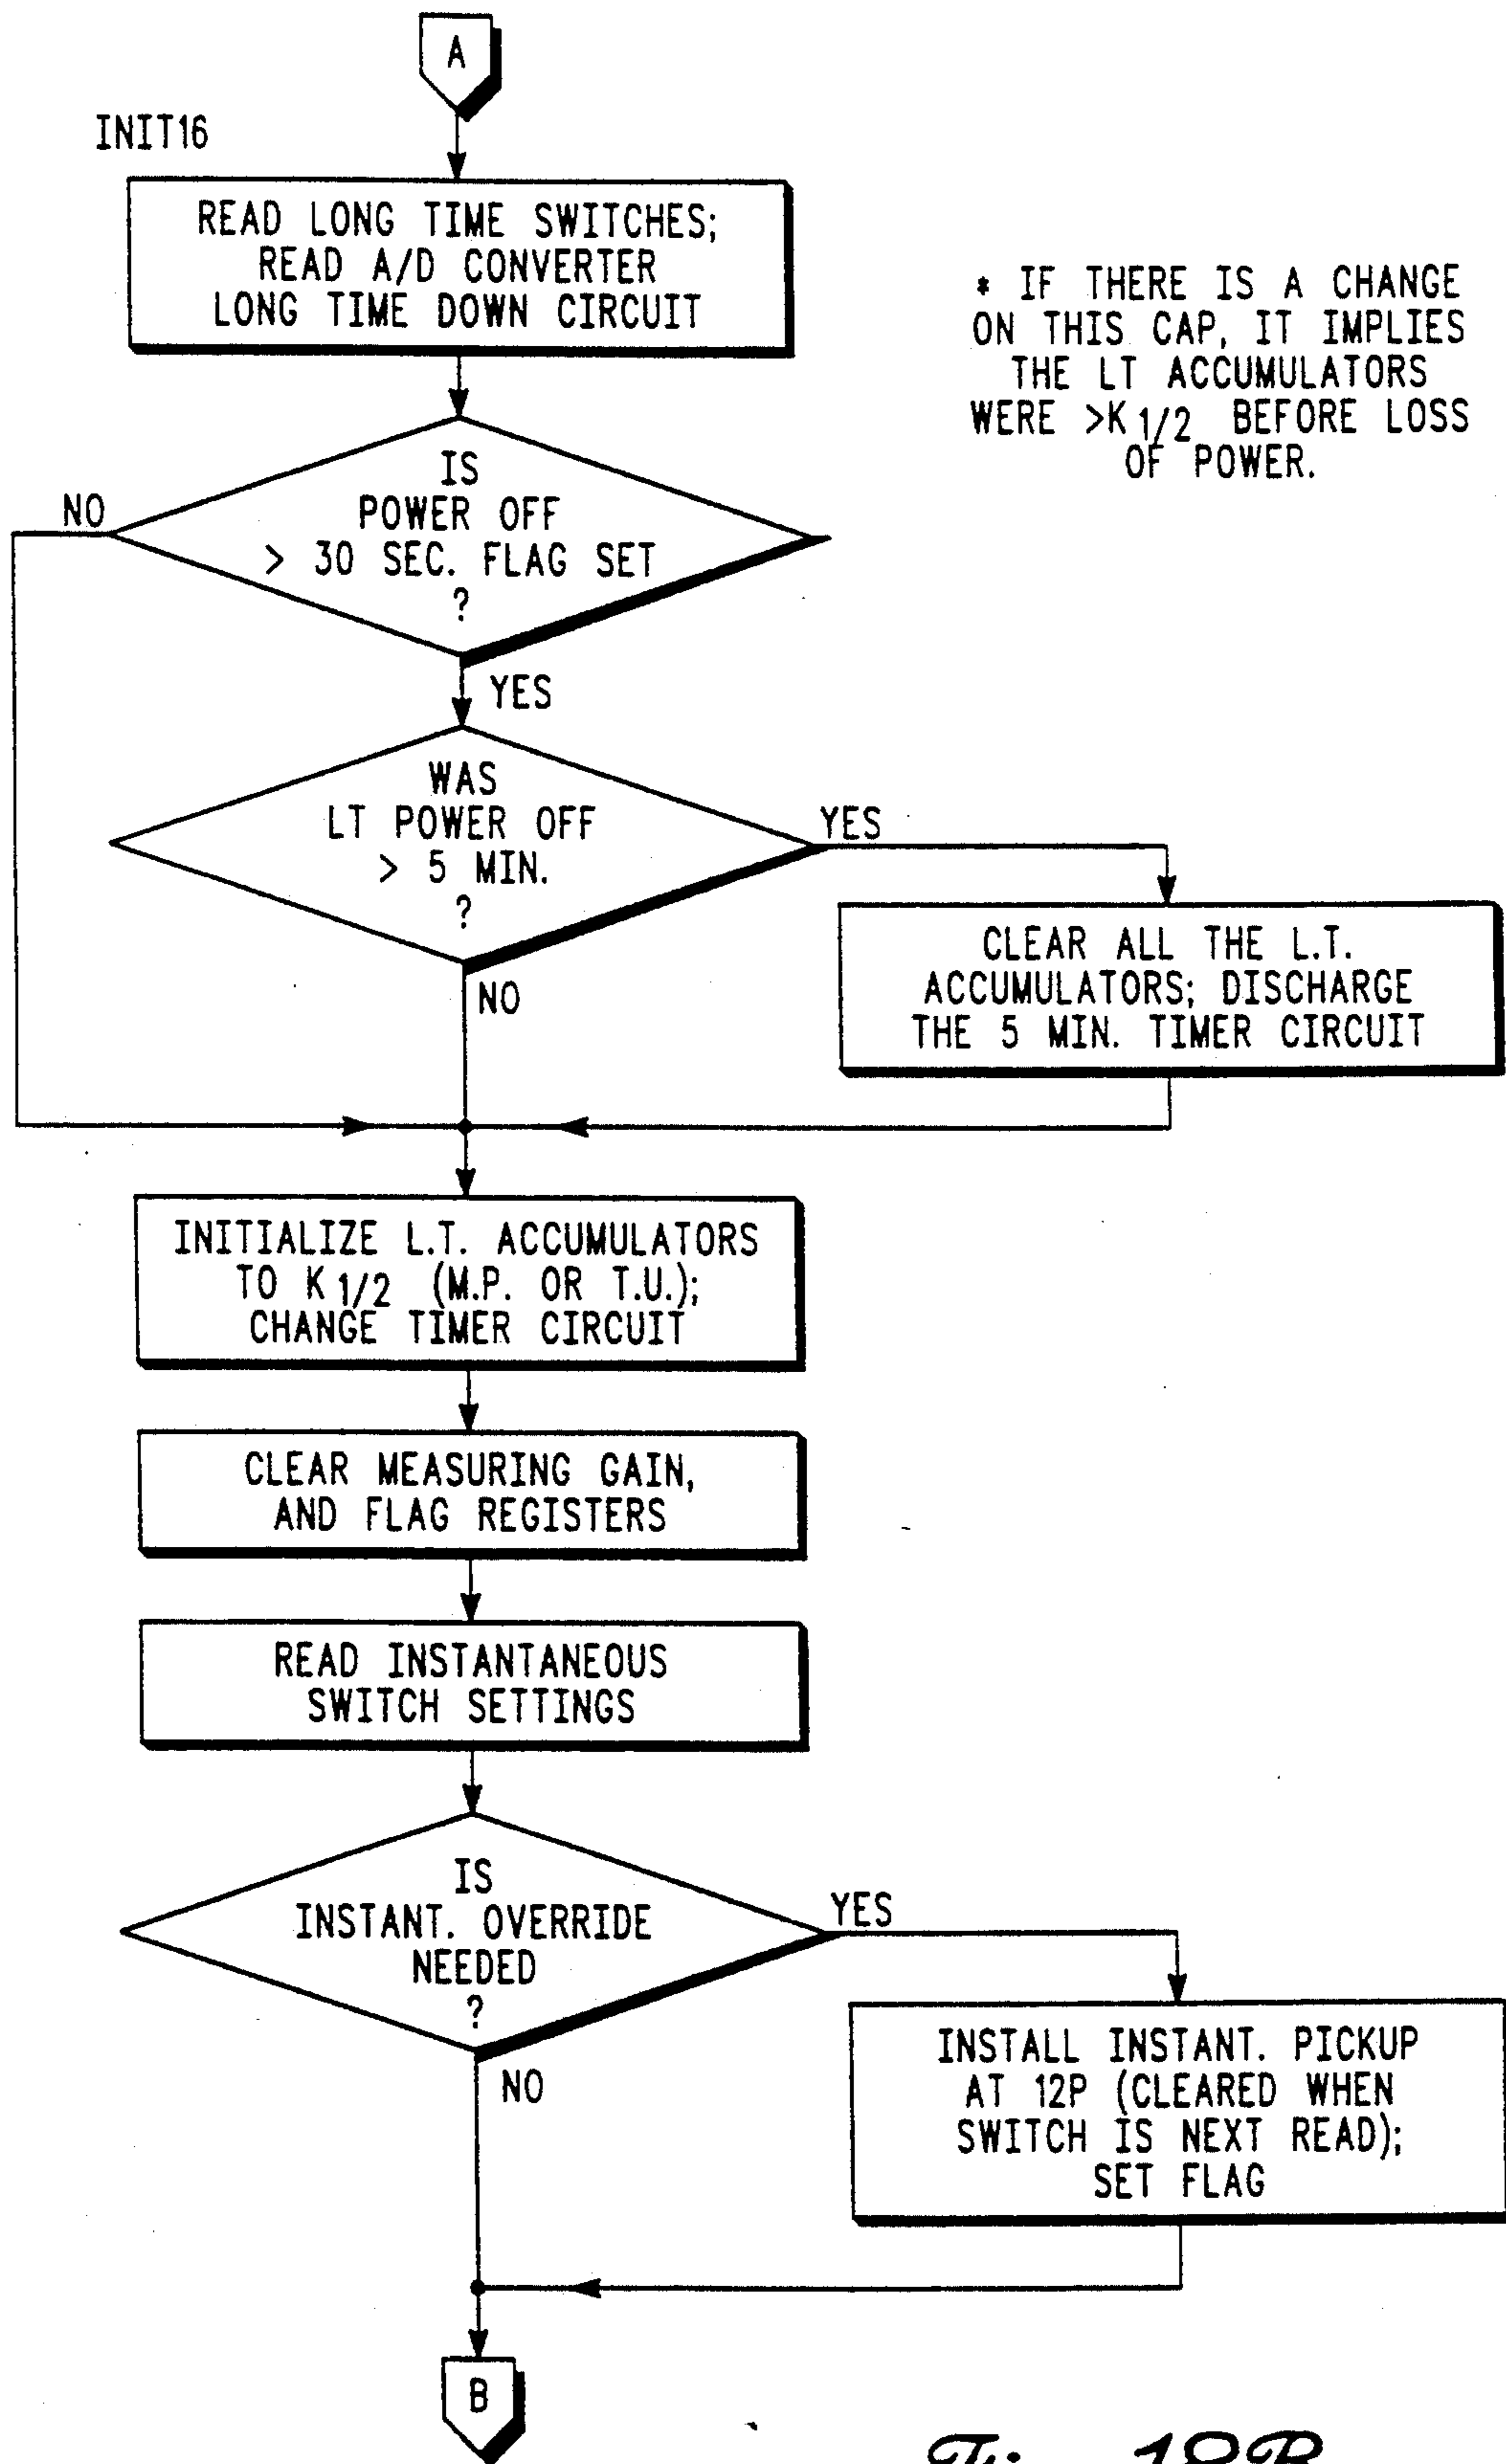 A
INIT16
READ LONG TIME SWITCHES;
READ A/D CONVERTER
LONG TIME DOWN CIRCUIT
* IF THERE IS A CHANGE
ON THIS CAP, IT IMPLIES
THE LT ACCUMULATORS
WERE >K 1/2 BEFORE LOSS
OF POWER.
IS
POWER OFF
> 30 SEC. FLAG SET
?
NO
YES
WAS
LT POWER OFF
> 5 MIN.
?
YES
NO
CLEAR ALL THE L.T.
ACCUMULATORS; DISCHARGE
THE 5 MIN. TIMER CIRCUIT
INITIALIZE L.T. ACCUMULATORS
TO K 1/2 (M.P. OR T.U.);
CHANGE TIMER CIRCUIT
CLEAR MEASURING GAIN,
AND FLAG REGISTERS
READ INSTANTANEOUS
SWITCH SETTINGS
IS
INSTANT. OVERRIDE
NEEDED
?
YES
NO
INSTALL INSTANT. PICKUP
AT 12P (CLEARED WHEN
SWITCH IS NEXT READ);
SET FLAG
B